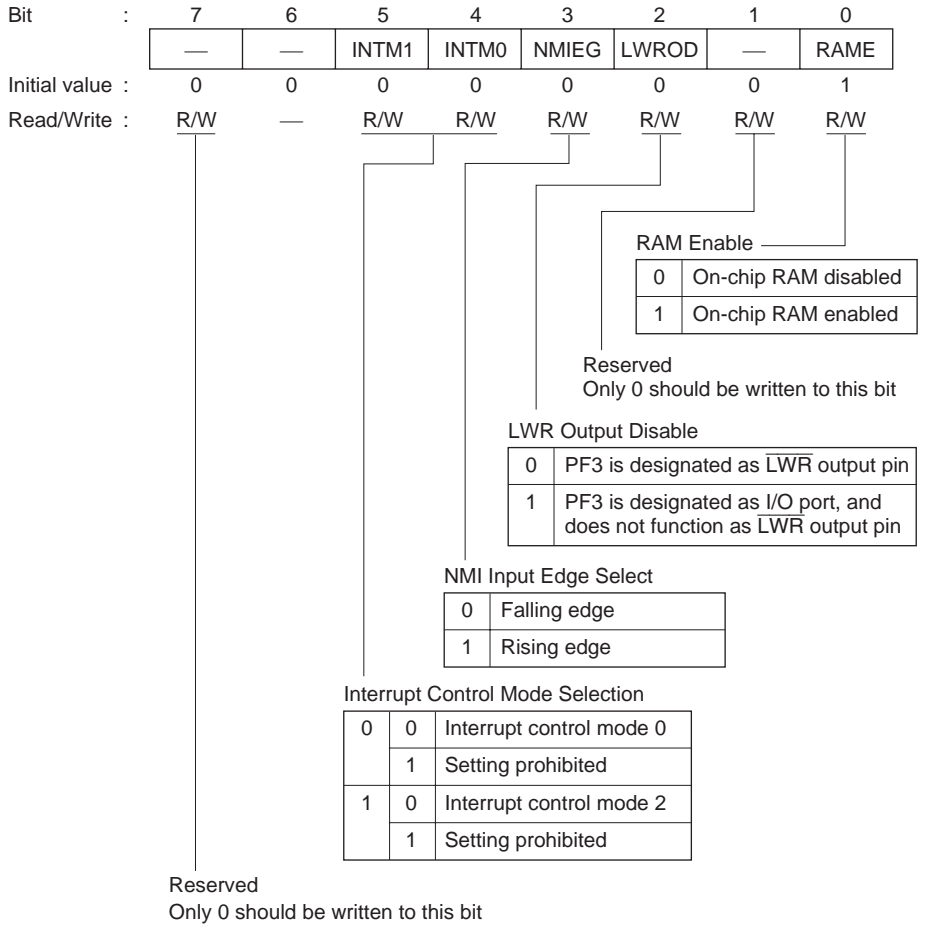 Bit : 7 6 5 4 3 2 1 0
— — INTM1 INTM0 NMIEG LWROD — RAME
Initial value : 0 0 0 0 0 0 0 1
Read/Write : R/W — R/W R/W R/W R/W R/W R/W
RAM Enable
0 On-chip RAM disabled
1 On-chip RAM enabled
Reserved
Only 0 should be written to this bit
LWR Output Disable
0 PF3 is designated as L̅W̅R̅ output pin
1 PF3 is designated as I/O port, and
does not function as L̅W̅R̅ output pin
NMI Input Edge Select
0 Falling edge
1 Rising edge
Interrupt Control Mode Selection
0 0 Interrupt control mode 0
1 Setting prohibited
1 0 Interrupt control mode 2
1 Setting prohibited
Reserved
Only 0 should be written to this bit